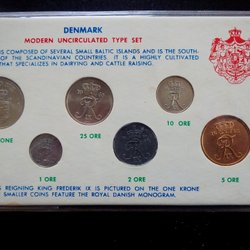 DENMARK
MODERN UNCIRCULATED TYPE SET
IS COMPOSED OF SEVERAL SMALL BALTIC ISLANDS AND IS THE SOUTH-
OF THE SCANDINAVIAN COUNTRIES. IT IS A HIGHLY CULTIVATED
THAT SPECIALIZES IN DAIRYING AND CATTLE RAISING.
ONE
25 ORE
10 ORE
1 ORE
2 ORE
5 ORE
REIGNING KING FREDERIK IX IS PICTURED ON THE ONE KRONE
SMALLER COINS FEATURE THE ROYAL DANISH MONOGRAM.